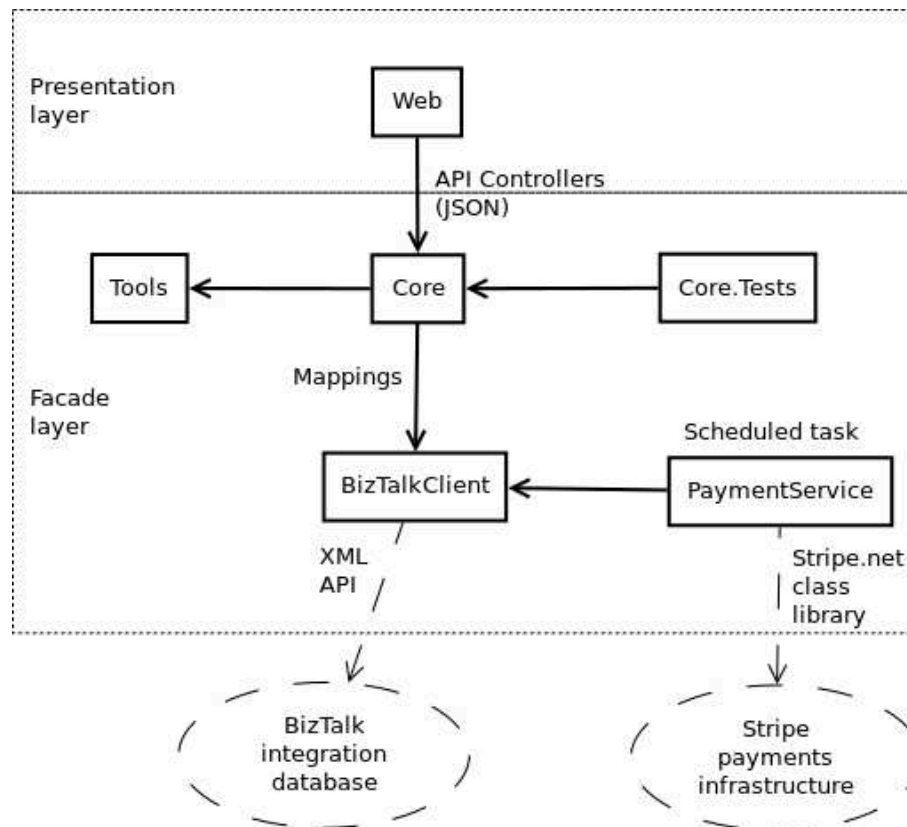 Presentation
layer
Web
API Controllers
(JSON)
Tools
Core
Core.Tests
Mappings
Facade
layer
Scheduled task
BizTalkClient
PaymentService
XML
API
Stripe.net
class
library
BizTalk
integration
database
Stripe
payments
infrastructure